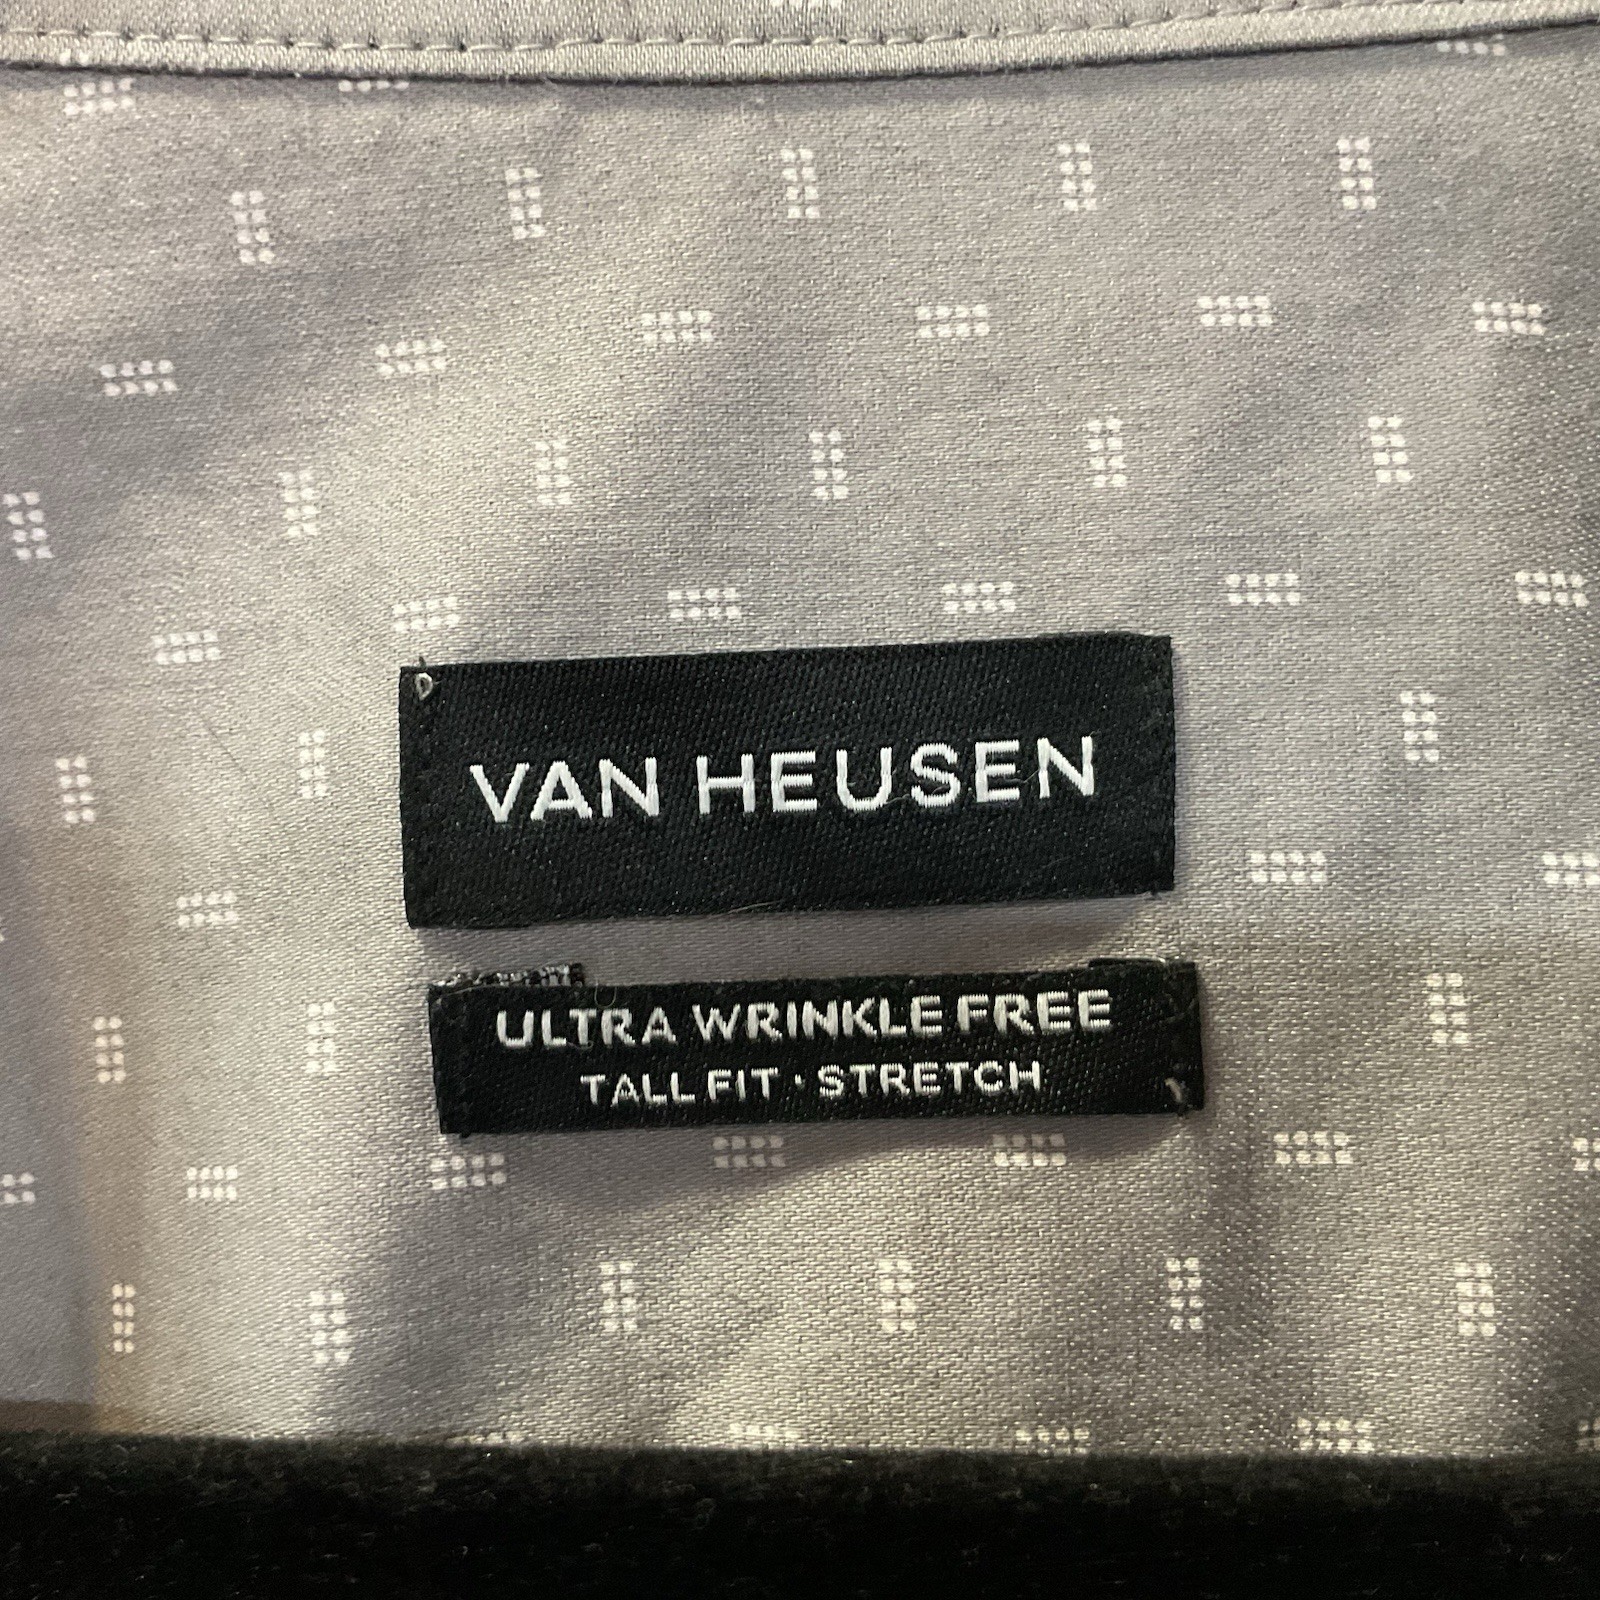 VAN HEUSEN
ULTRA WRINKLE FREE
TALL FIT · STRETCH